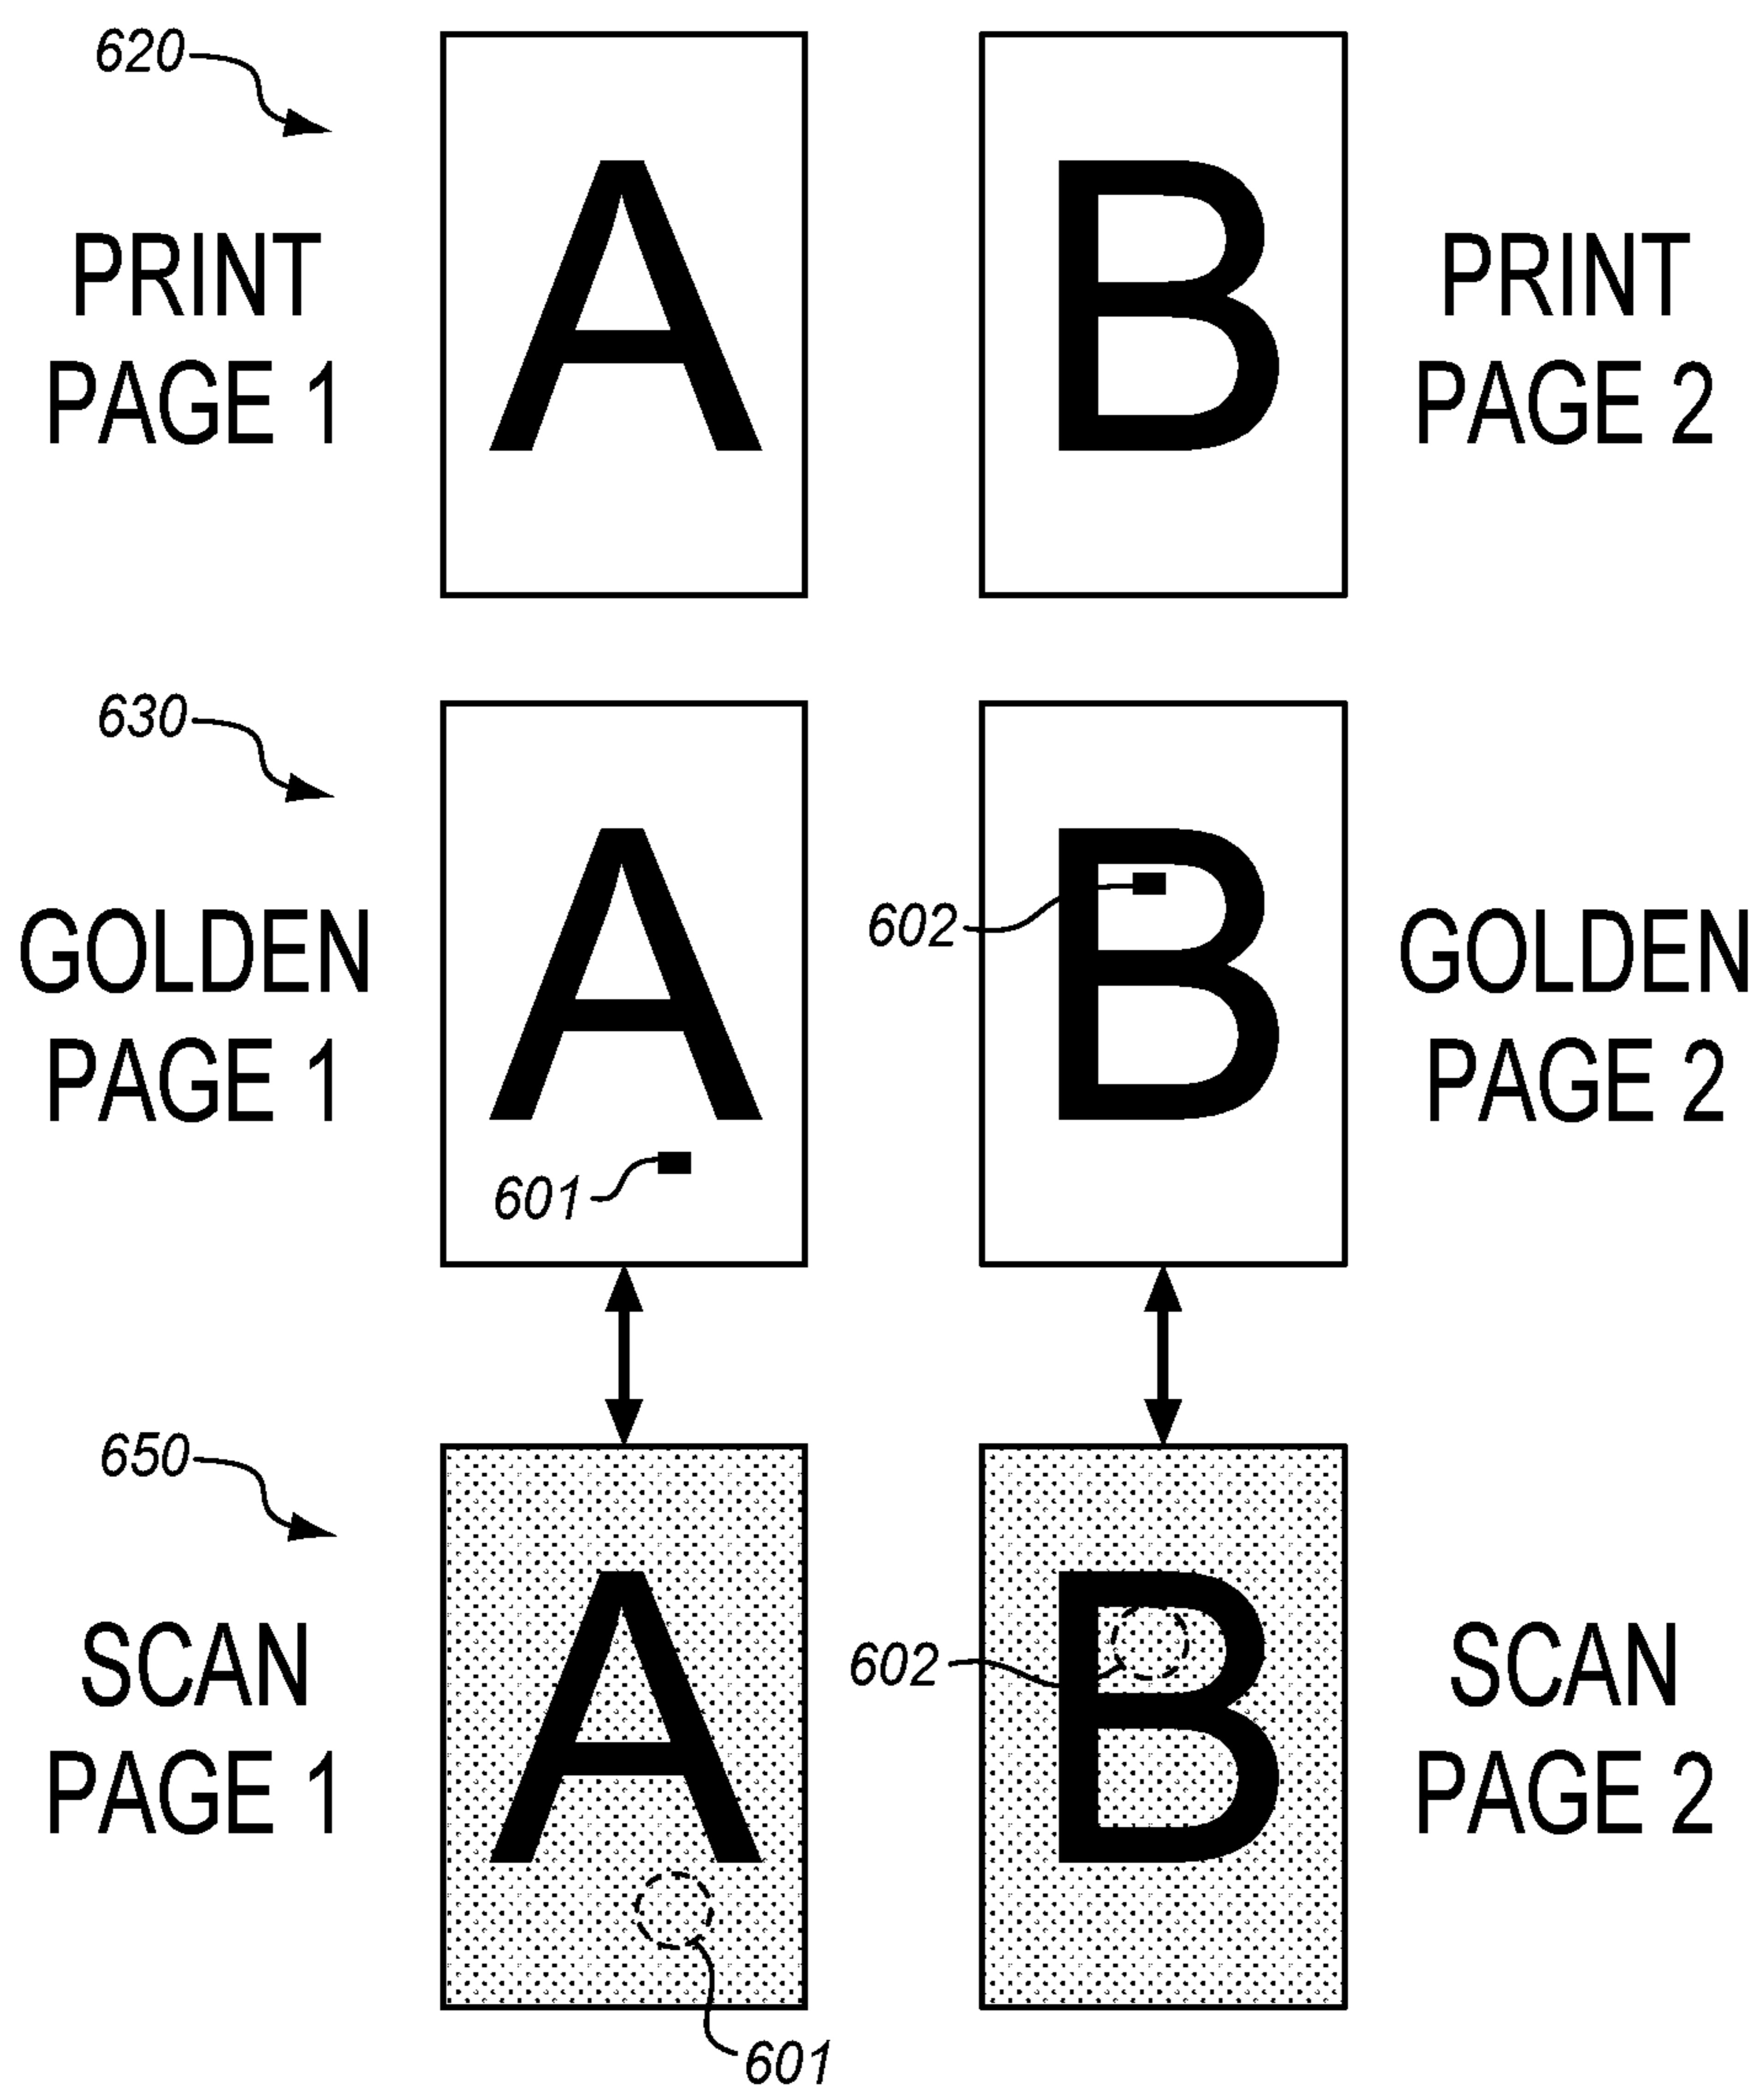 620
PRINT
PAGE 1
A
B
PRINT
PAGE 2
630
GOLDEN
PAGE 1
A
601
602
B
GOLDEN
PAGE 2
650
SCAN
PAGE 1
A
601
602
B
SCAN
PAGE 2